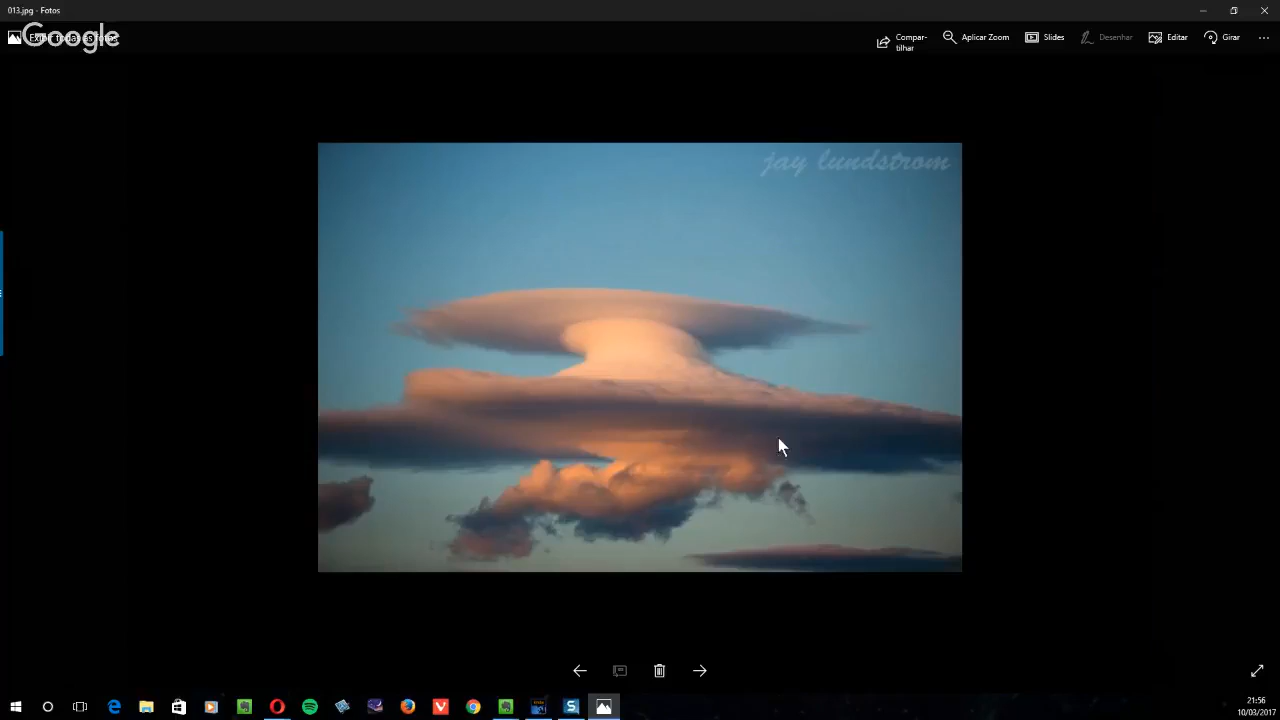 013.jpg - Fotos
Google
Compar-
tilhar
Aplicar Zoom
Slides
Desenhar
Editar
Girar
jay lundstrom
21:56
10/03/2017